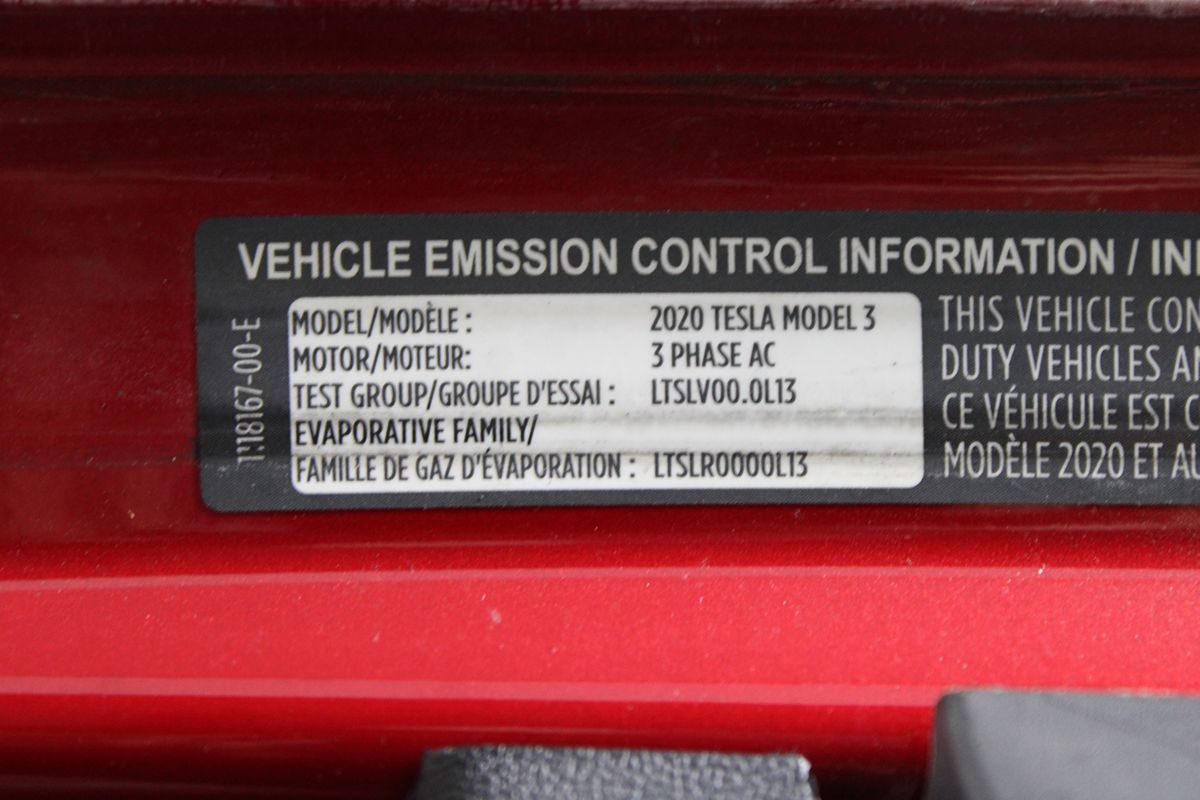 VEHICLE EMISSION CONTROL INFORMATION /
MODEL/MODÈLE : 2020 TESLA MODEL 3
MOTOR/MOTEUR: 3 PHASE AC
TEST GROUP/GROUPE D'ESSAI : LTSLV00.0L13
EVAPORATIVE FAMILY/
FAMILLE DE GAZ D'ÉVAPORATION : LTSLR0000L13
THIS VEHICLE
DUTY VEHICLES
CE VÉHICULE EST
MODÈLE 2020 ET